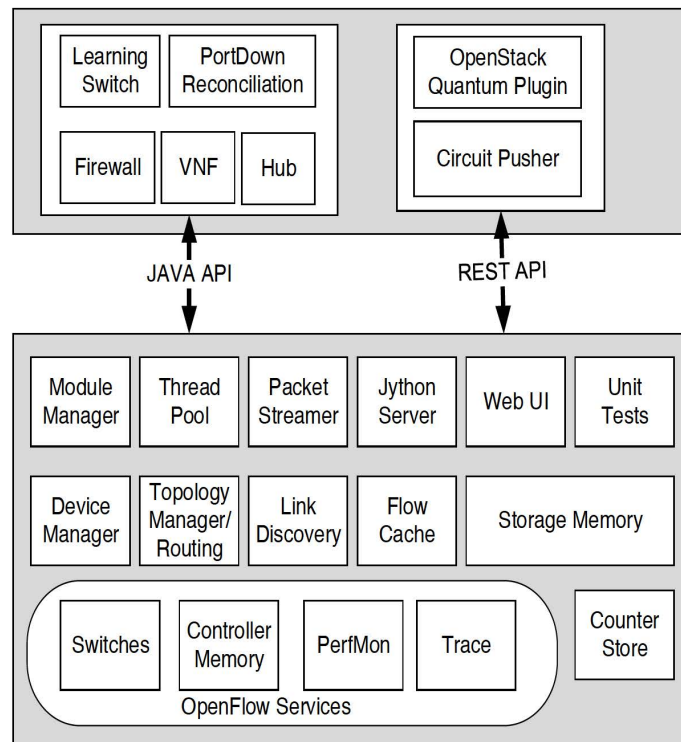 Learning
Switch
PortDown
Reconciliation
OpenStack
Quantum Plugin
Firewall
VNF
Hub
Circuit Pusher
JAVA API
REST API
Module
Manager
Thread
Pool
Packet
Streamer
Jython
Server
Web UI
Unit
Tests
Device
Manager
Topology
Manager/
Routing
Link
Discovery
Flow
Cache
Storage Memory
Switches
Controller
Memory
PerfMon
Trace
Counter
Store
OpenFlow Services